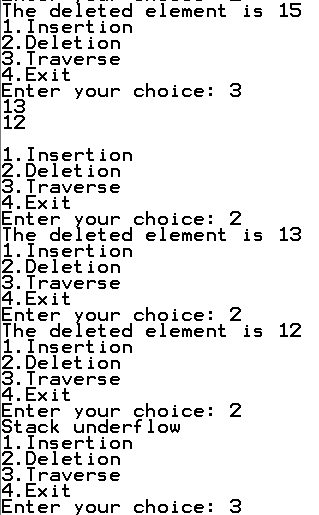 The deleted element is 15
1.Insertion
2.Deletion
3.Traverse
4.Exit
Enter your choice: 3
13
12
1.Insertion
2.Deletion
3.Traverse
4.Exit
Enter your choice: 2
The deleted element is 13
1.Insertion
2.Deletion
3.Traverse
4.Exit
Enter your choice: 2
The deleted element is 12
1.Insertion
2.Deletion
3.Traverse
4.Exit
Enter your choice: 2
Stack underflow
1.Insertion
2.Deletion
3.Traverse
4.Exit
Enter your choice: 3